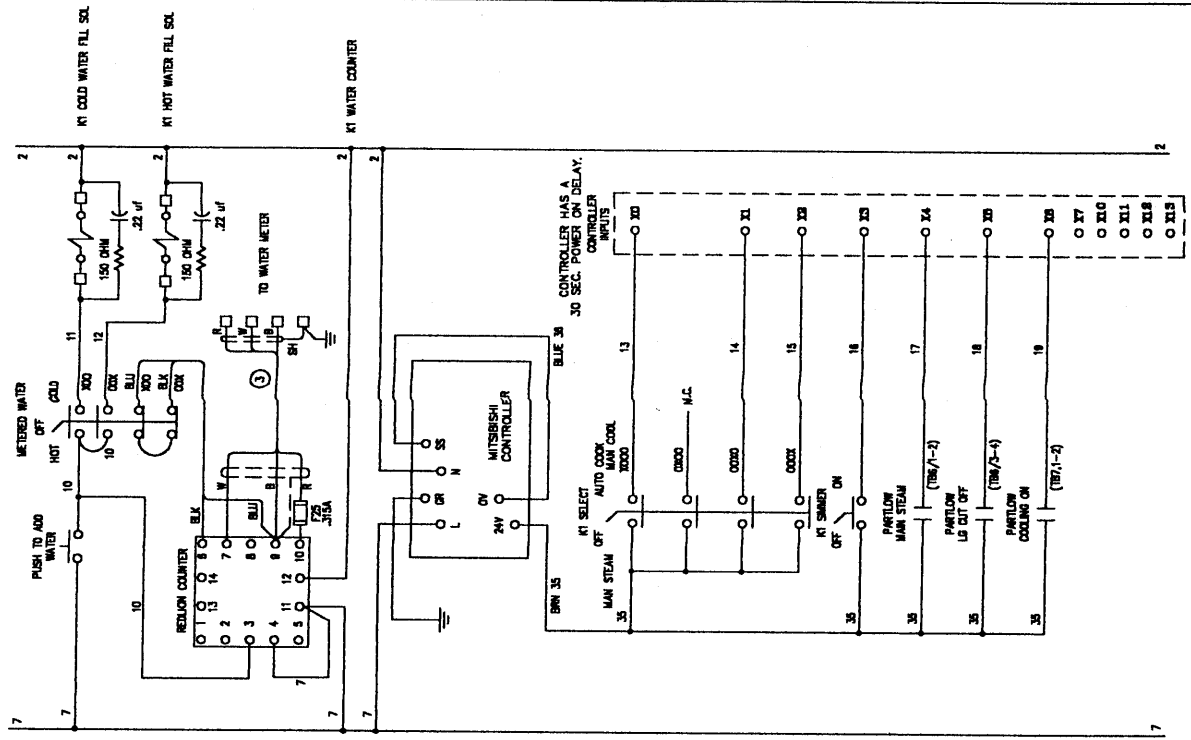 K1 COLD WATER FILL SOL
K1 HOT WATER FILL SOL
K1 WATER COUNTER
2
2
2
2
2
2
.22 uf
.22 uf
150 OHM
150 OHM
TO WATER METER
11
12
R
W
B
SH
3
METERED WATER
HOT
OFF
COLD
XOO
OOX
BLU
XOO
BLK
OOX
10
10
PUSH TO ADD
WATER
10
7
7
REDLION COUNTER
1
2
3
4
5
13
14
11
12
6
7
8
9
10
BLK
W
BLU
B
R
F25
.315A
7
7
7
MITSIBISHI
CONTROLLER
L
GR
N
SS
24V
OV
BLUE 36
BRN 35
CONTROLLER HAS A
30 SEC. POWER ON DELAY.
CONTROLLER
INPUTS
X0
X1
X2
X3
X4
X5
X6
X7
X10
X11
X12
X13
K1 SELECT
OFF
AUTO COOK
MAN COOL
MAN STEAM
XOOO
OXOO
OOXO
OOOX
N.C.
13
14
15
16
17
18
19
K1 SIMMER
OFF
ON
35
35
35
35
35
PARTLOW
MAIN STEAM
(TB6/1-2)
PARTLOW
LG CUT OFF
(TB6/3-4)
PARTLOW
COOLING ON
(TB7,1-2)
7
2